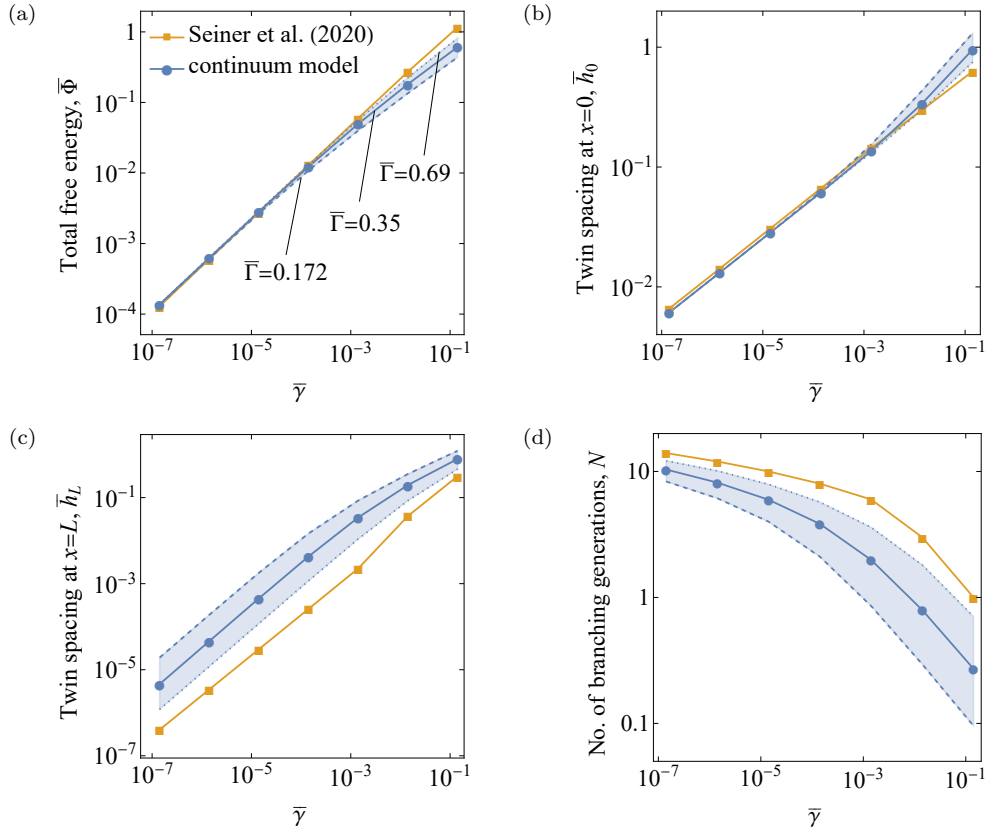 (a)
Total free energy, Φ̅
1
10⁻¹
10⁻²
10⁻³
10⁻⁴
Seiner et al. (2020)
continuum model
Γ̅=0.69
Γ̅=0.35
Γ̅=0.172
10⁻⁷ 10⁻⁵ 10⁻³ 10⁻¹
γ̅
(b)
Twin spacing at x=0, h̅₀
1
10⁻¹
10⁻²
10⁻⁷ 10⁻⁵ 10⁻³ 10⁻¹
γ̅
(c)
Twin spacing at x=L, h̅_L
10⁻¹
10⁻³
10⁻⁵
10⁻⁷
10⁻⁷ 10⁻⁵ 10⁻³ 10⁻¹
γ̅
(d)
No. of branching generations, N
10
1
0.1
10⁻⁷ 10⁻⁵ 10⁻³ 10⁻¹
γ̅